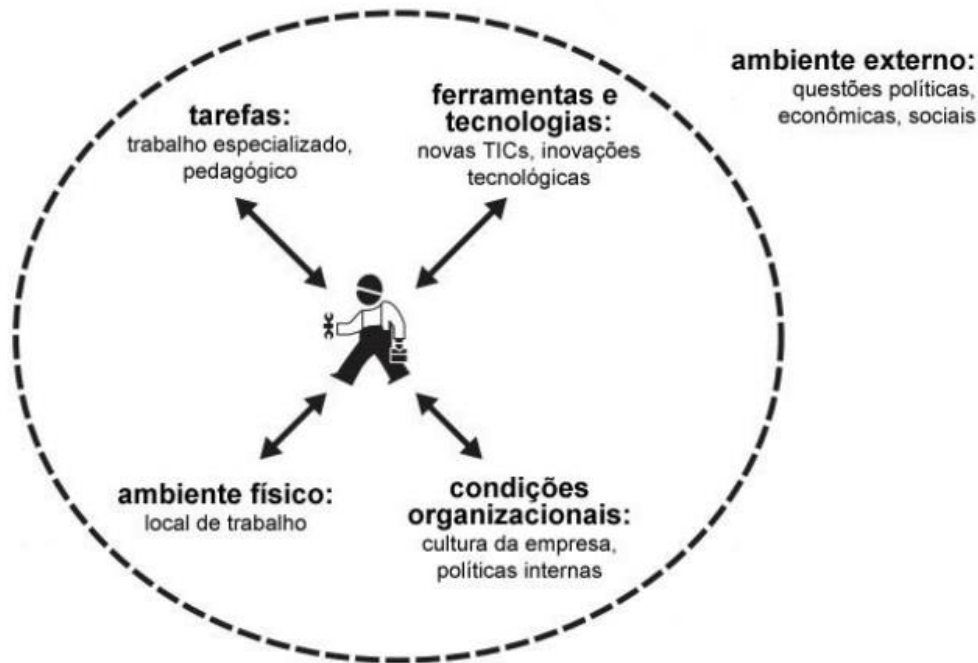 tarefas:
trabalho especializado,
pedagógico
ferramentas e
tecnologias:
novas TICs, inovações
tecnológicas
ambiente externo:
questões políticas,
econômicas, sociais
ambiente físico:
local de trabalho
condições
organizacionais:
cultura da empresa,
políticas internas